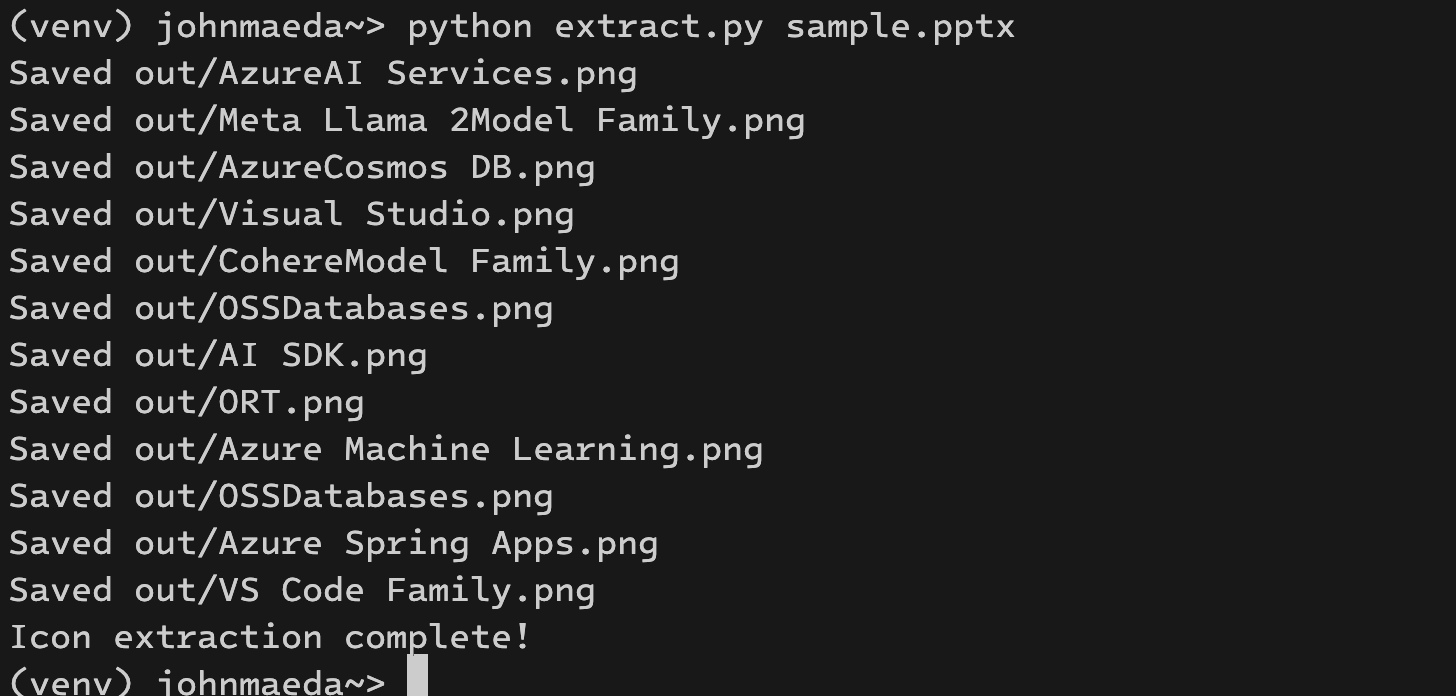 (venv) johnmaeda~> python extract.py sample.pptx
Saved out/AzureAI Services.png
Saved out/Meta Llama 2Model Family.png
Saved out/AzureCosmos DB.png
Saved out/Visual Studio.png
Saved out/CohereModel Family.png
Saved out/OSSDatabases.png
Saved out/AI SDK.png
Saved out/ORT.png
Saved out/Azure Machine Learning.png
Saved out/OSSDatabases.png
Saved out/Azure Spring Apps.png
Saved out/VS Code Family.png
Icon extraction complete!
(venv) johnmaeda~>